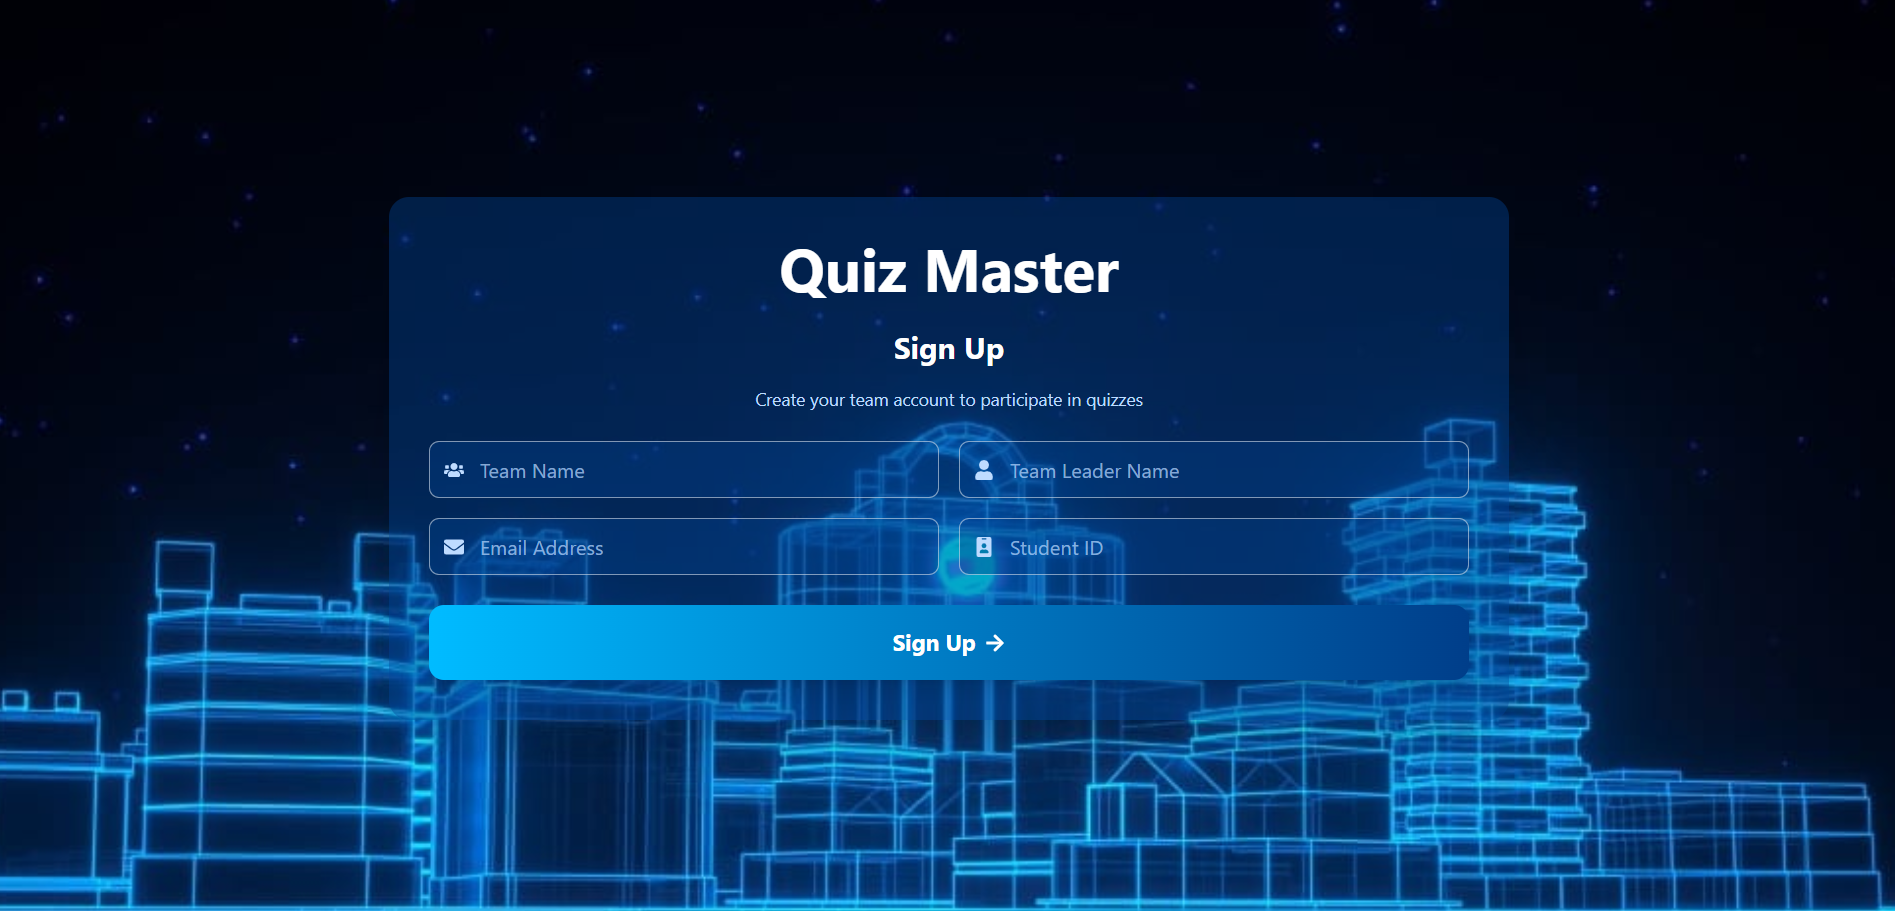 Quiz Master
Sign Up
Create your team account to participate in quizzes
Team Name
Team Leader Name
Email Address
Student ID
Sign Up →